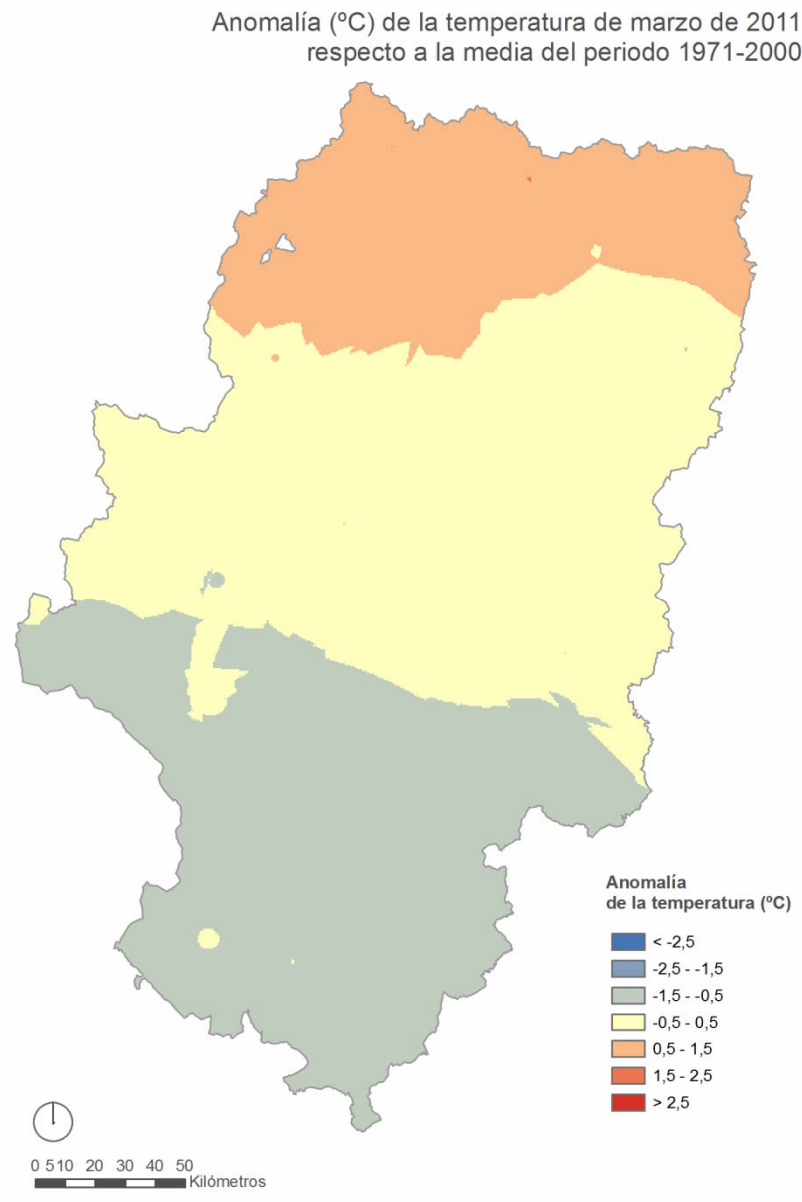 Anomalía (ºC) de la temperatura de marzo de 2011
respecto a la media del periodo 1971-2000
Anomalía
de la temperatura (ºC)
< -2,5
-2,5 - -1,5
-1,5 - -0,5
-0,5 - 0,5
0,5 - 1,5
1,5 - 2,5
> 2,5
0 510 20 30 40 50
Kilómetros